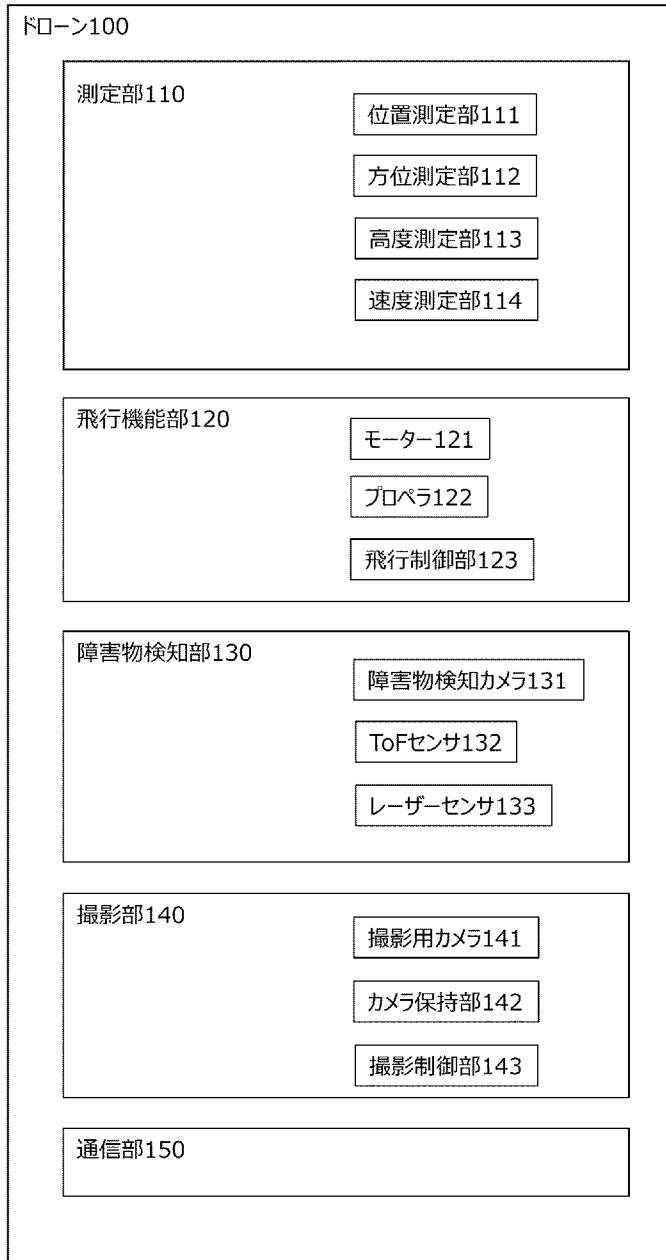 ドローン100
測定部110
位置測定部111
方位測定部112
高度測定部113
速度測定部114
飛行機能部120
モーター121
プロペラ122
飛行制御部123
障害物検知部130
障害物検知カメラ131
ToFセンサ132
レーザーセンサ133
撮影部140
撮影用カメラ141
カメラ保持部142
撮影制御部143
通信部150